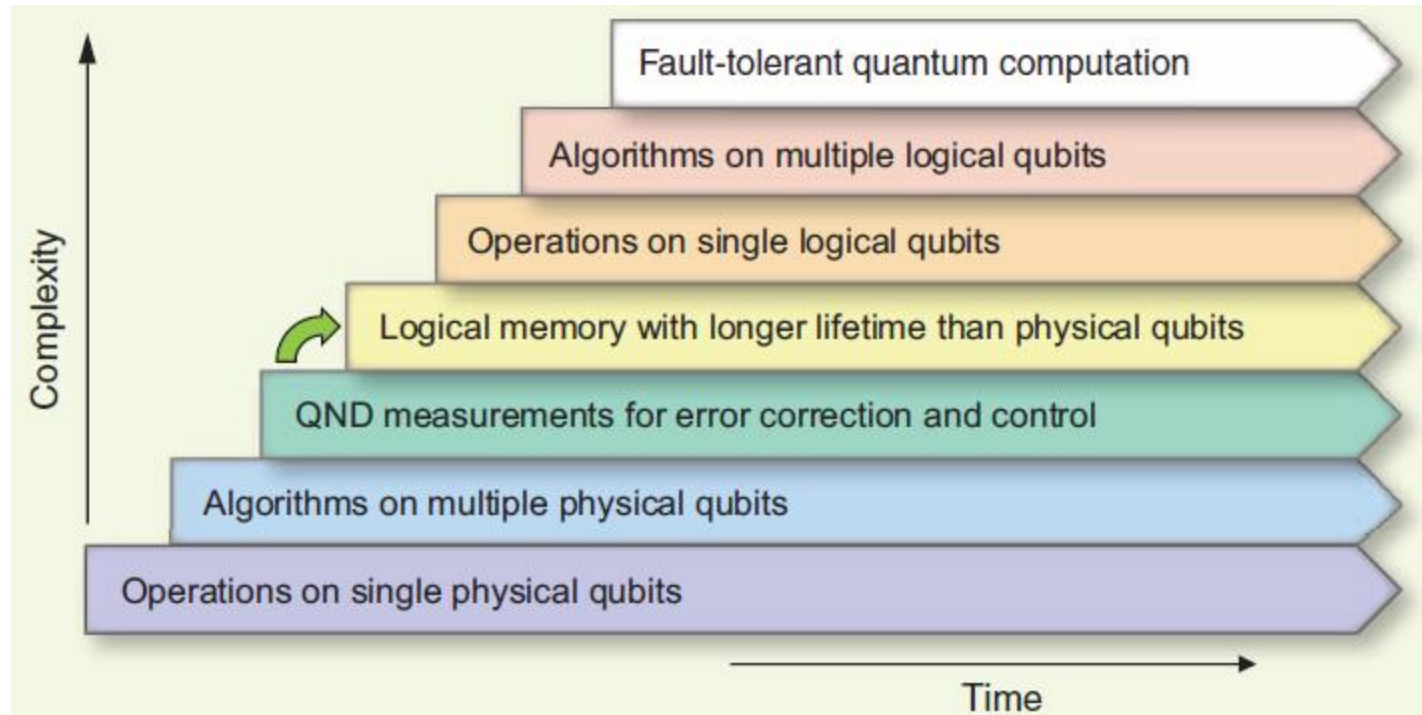 Fault-tolerant quantum computation
Algorithms on multiple logical qubits
Operations on single logical qubits
Logical memory with longer lifetime than physical qubits
QND measurements for error correction and control
Algorithms on multiple physical qubits
Operations on single physical qubits
Complexity
Time